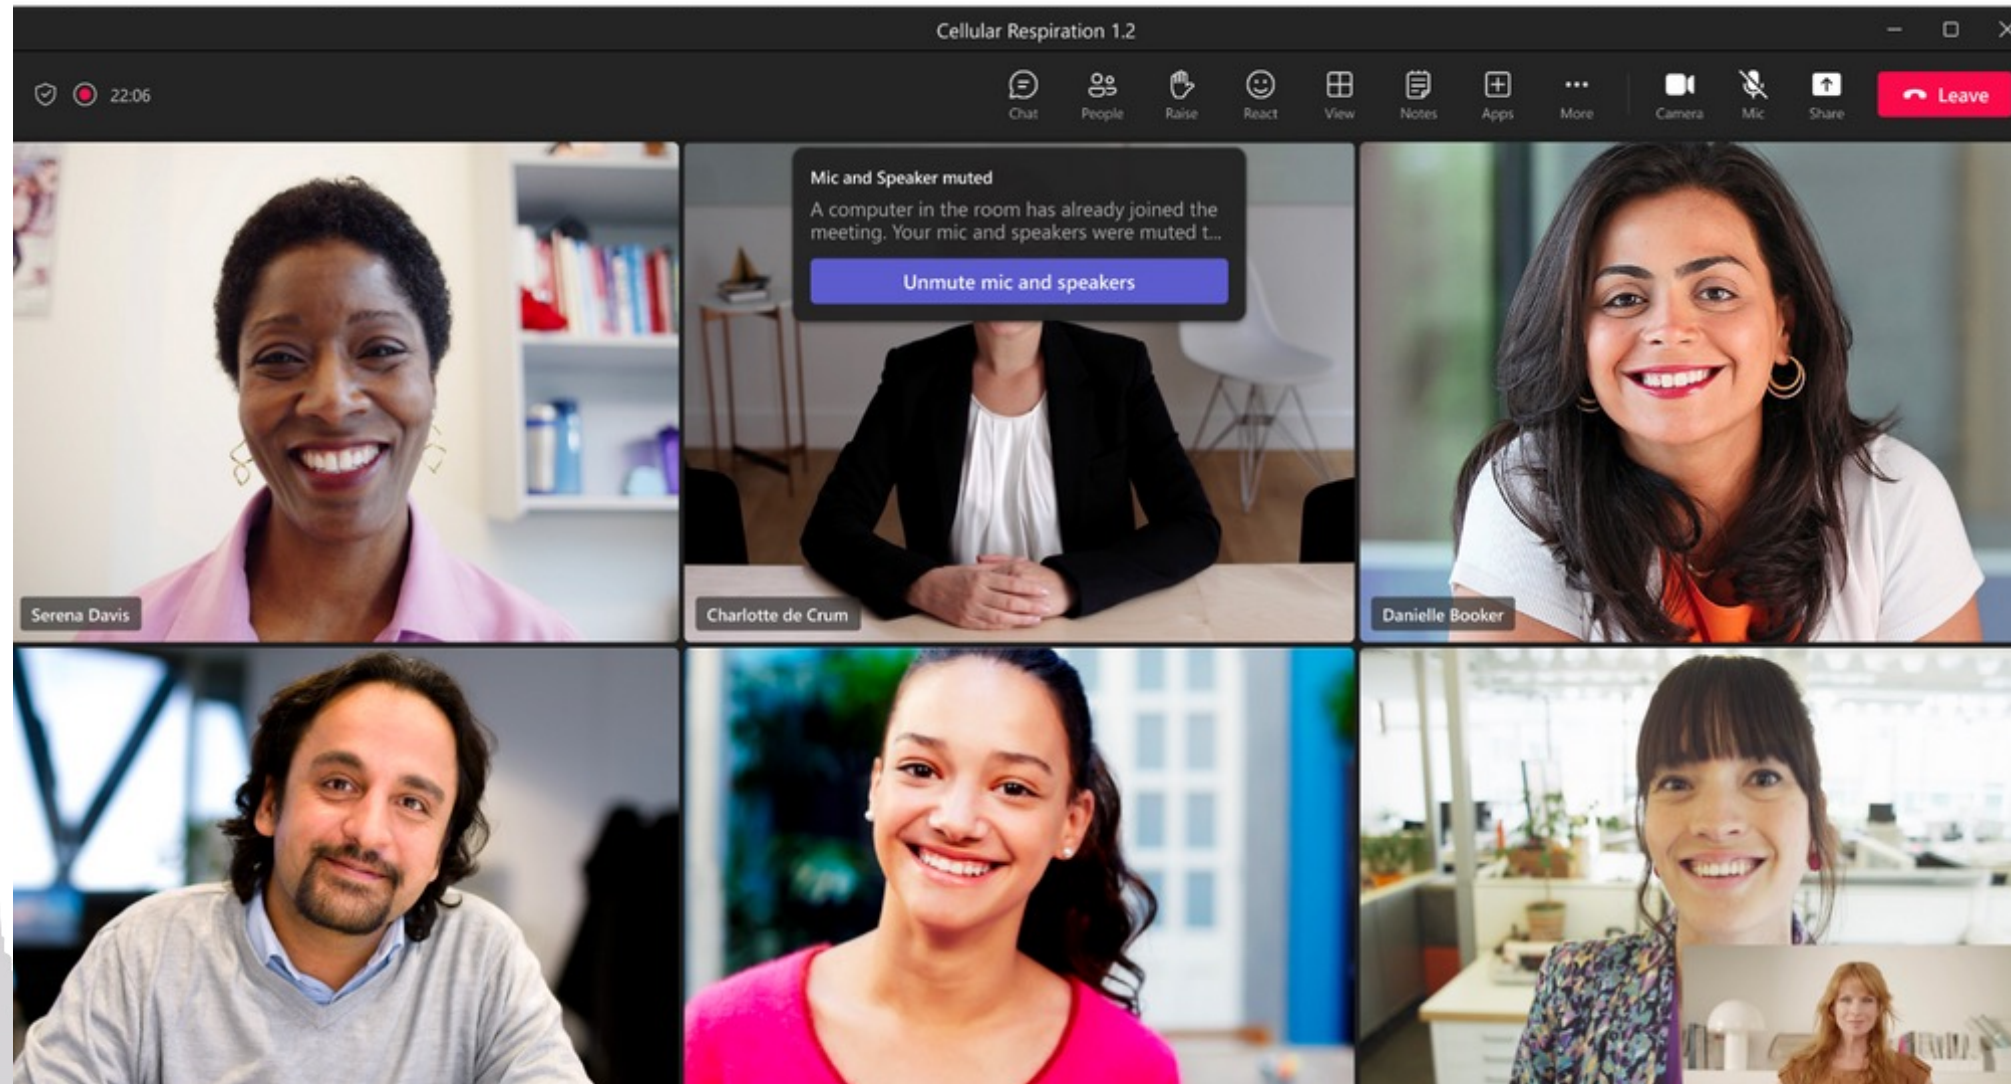 Cellular Respiration 1.2
22:06
Chat
People
Raise
React
View
Notes
Apps
More
Camera
Mic
Share
Leave
Mic and Speaker muted
A computer in the room has already joined the
meeting. Your mic and speakers were muted t...
Unmute mic and speakers
Serena Davis
Charlotte de Crum
Danielle Booker